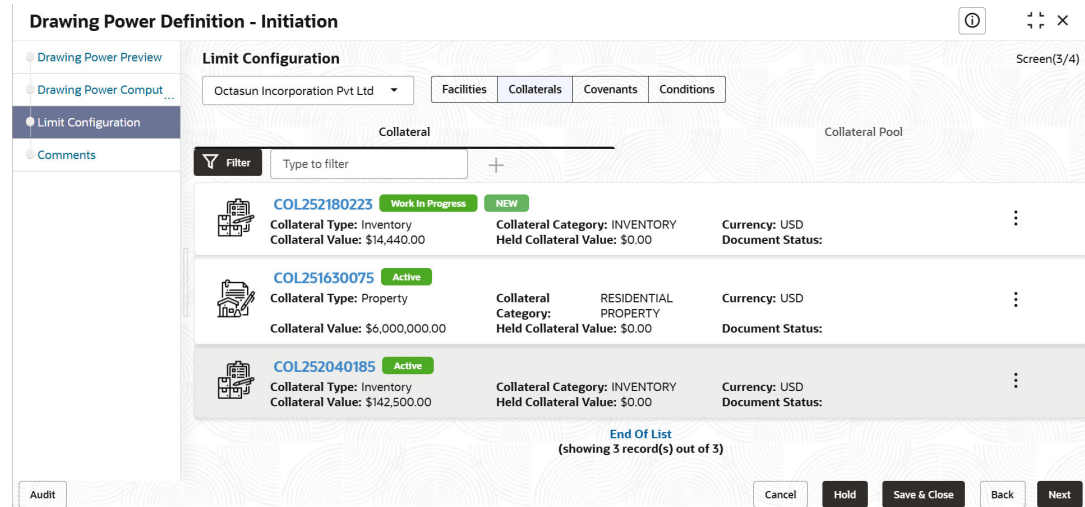 Drawing Power Definition - Initiation
Drawing Power Preview
Drawing Power Comput...
Limit Configuration
Comments
Limit Configuration
Screen(3/4)
Octasun Incorporation Pvt Ltd
Facilities Collaterals Covenants Conditions
Collateral Collateral Pool
Filter Type to filter
COL252180223 Work In Progress NEW
Collateral Type: Inventory Collateral Category: INVENTORY Currency: USD
Collateral Value: $14,440.00 Held Collateral Value: $0.00 Document Status:
COL251630075 Active
Collateral Type: Property Collateral Category: RESIDENTIAL PROPERTY Currency: USD
Collateral Value: $6,000,000.00 Held Collateral Value: $0.00 Document Status:
COL252040185 Active
Collateral Type: Inventory Collateral Category: INVENTORY Currency: USD
Collateral Value: $142,500.00 Held Collateral Value: $0.00 Document Status:
End Of List
(showing 3 record(s) out of 3)
Audit Cancel Hold Save & Close Back Next